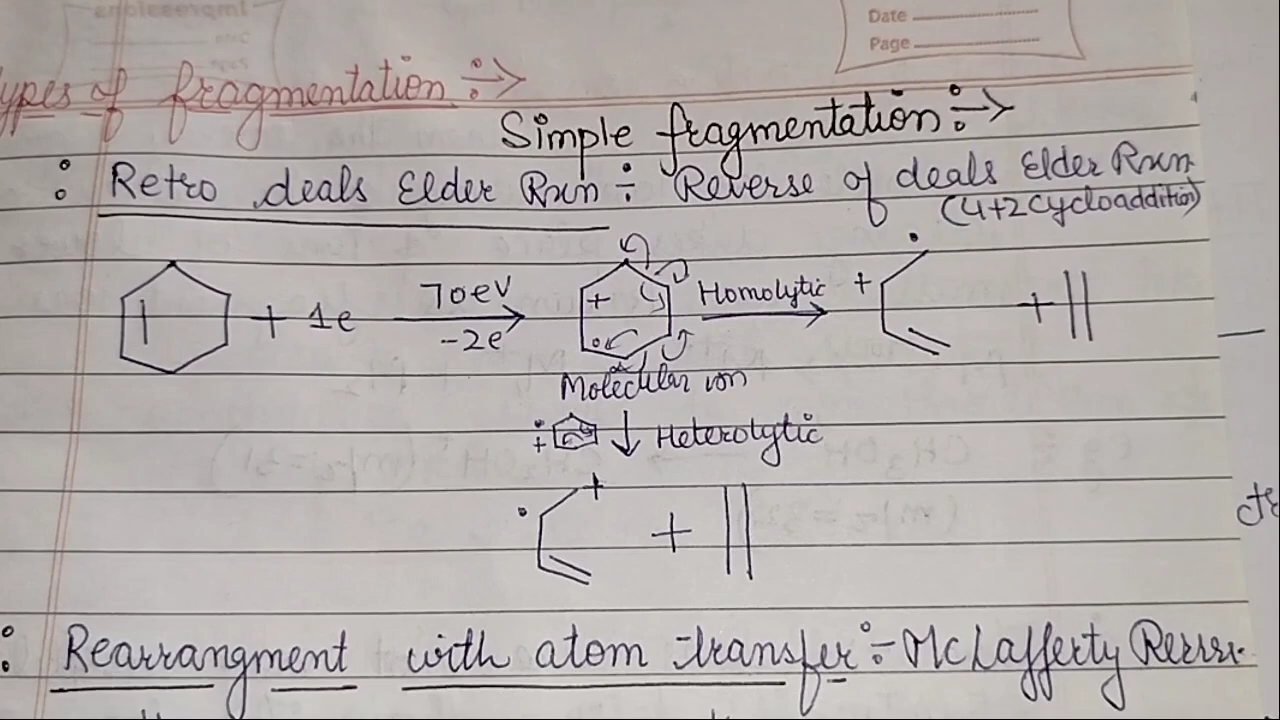 Date
Page
ypes of fragmentation :->
Simple fragmentation :->
: Retro deals Elder Rxn ÷ Reverse of deals Elder Rxn
(4+2 cycloaddition)
+ 1e 70eV -2e + Homolytic + +
Molecular ion
+ Heterolytic
+ +
: Rearrangment with atom transfer ÷ McLafferty